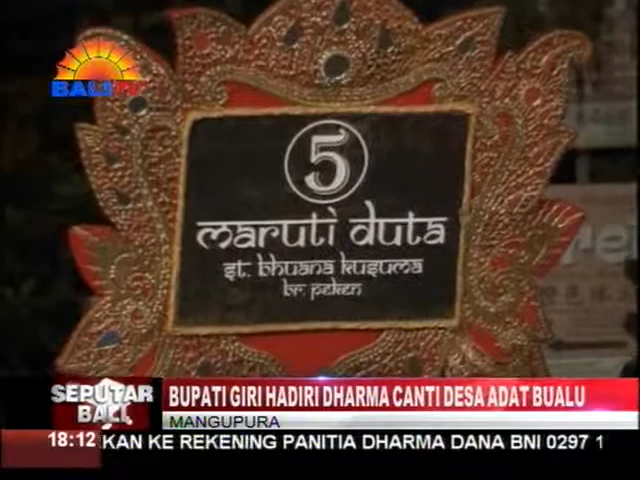 BALI TV
5
maruti duta
st. bhuana kusuma
br. peken
SEPUTAR
BALI
BUPATI GIRI HADIRI DHARMA CANTI DESA ADAT BUALU
MANGUPURA
18:12 KAN KE REKENING PANITIA DHARMA DANA BNI 0297 1